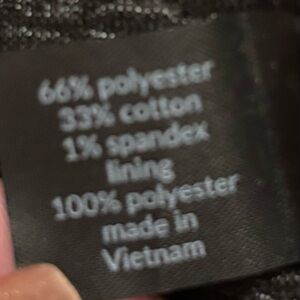 66% polyester
33% cotton
1% spandex
lining
100% polyester
made in
Vietnam